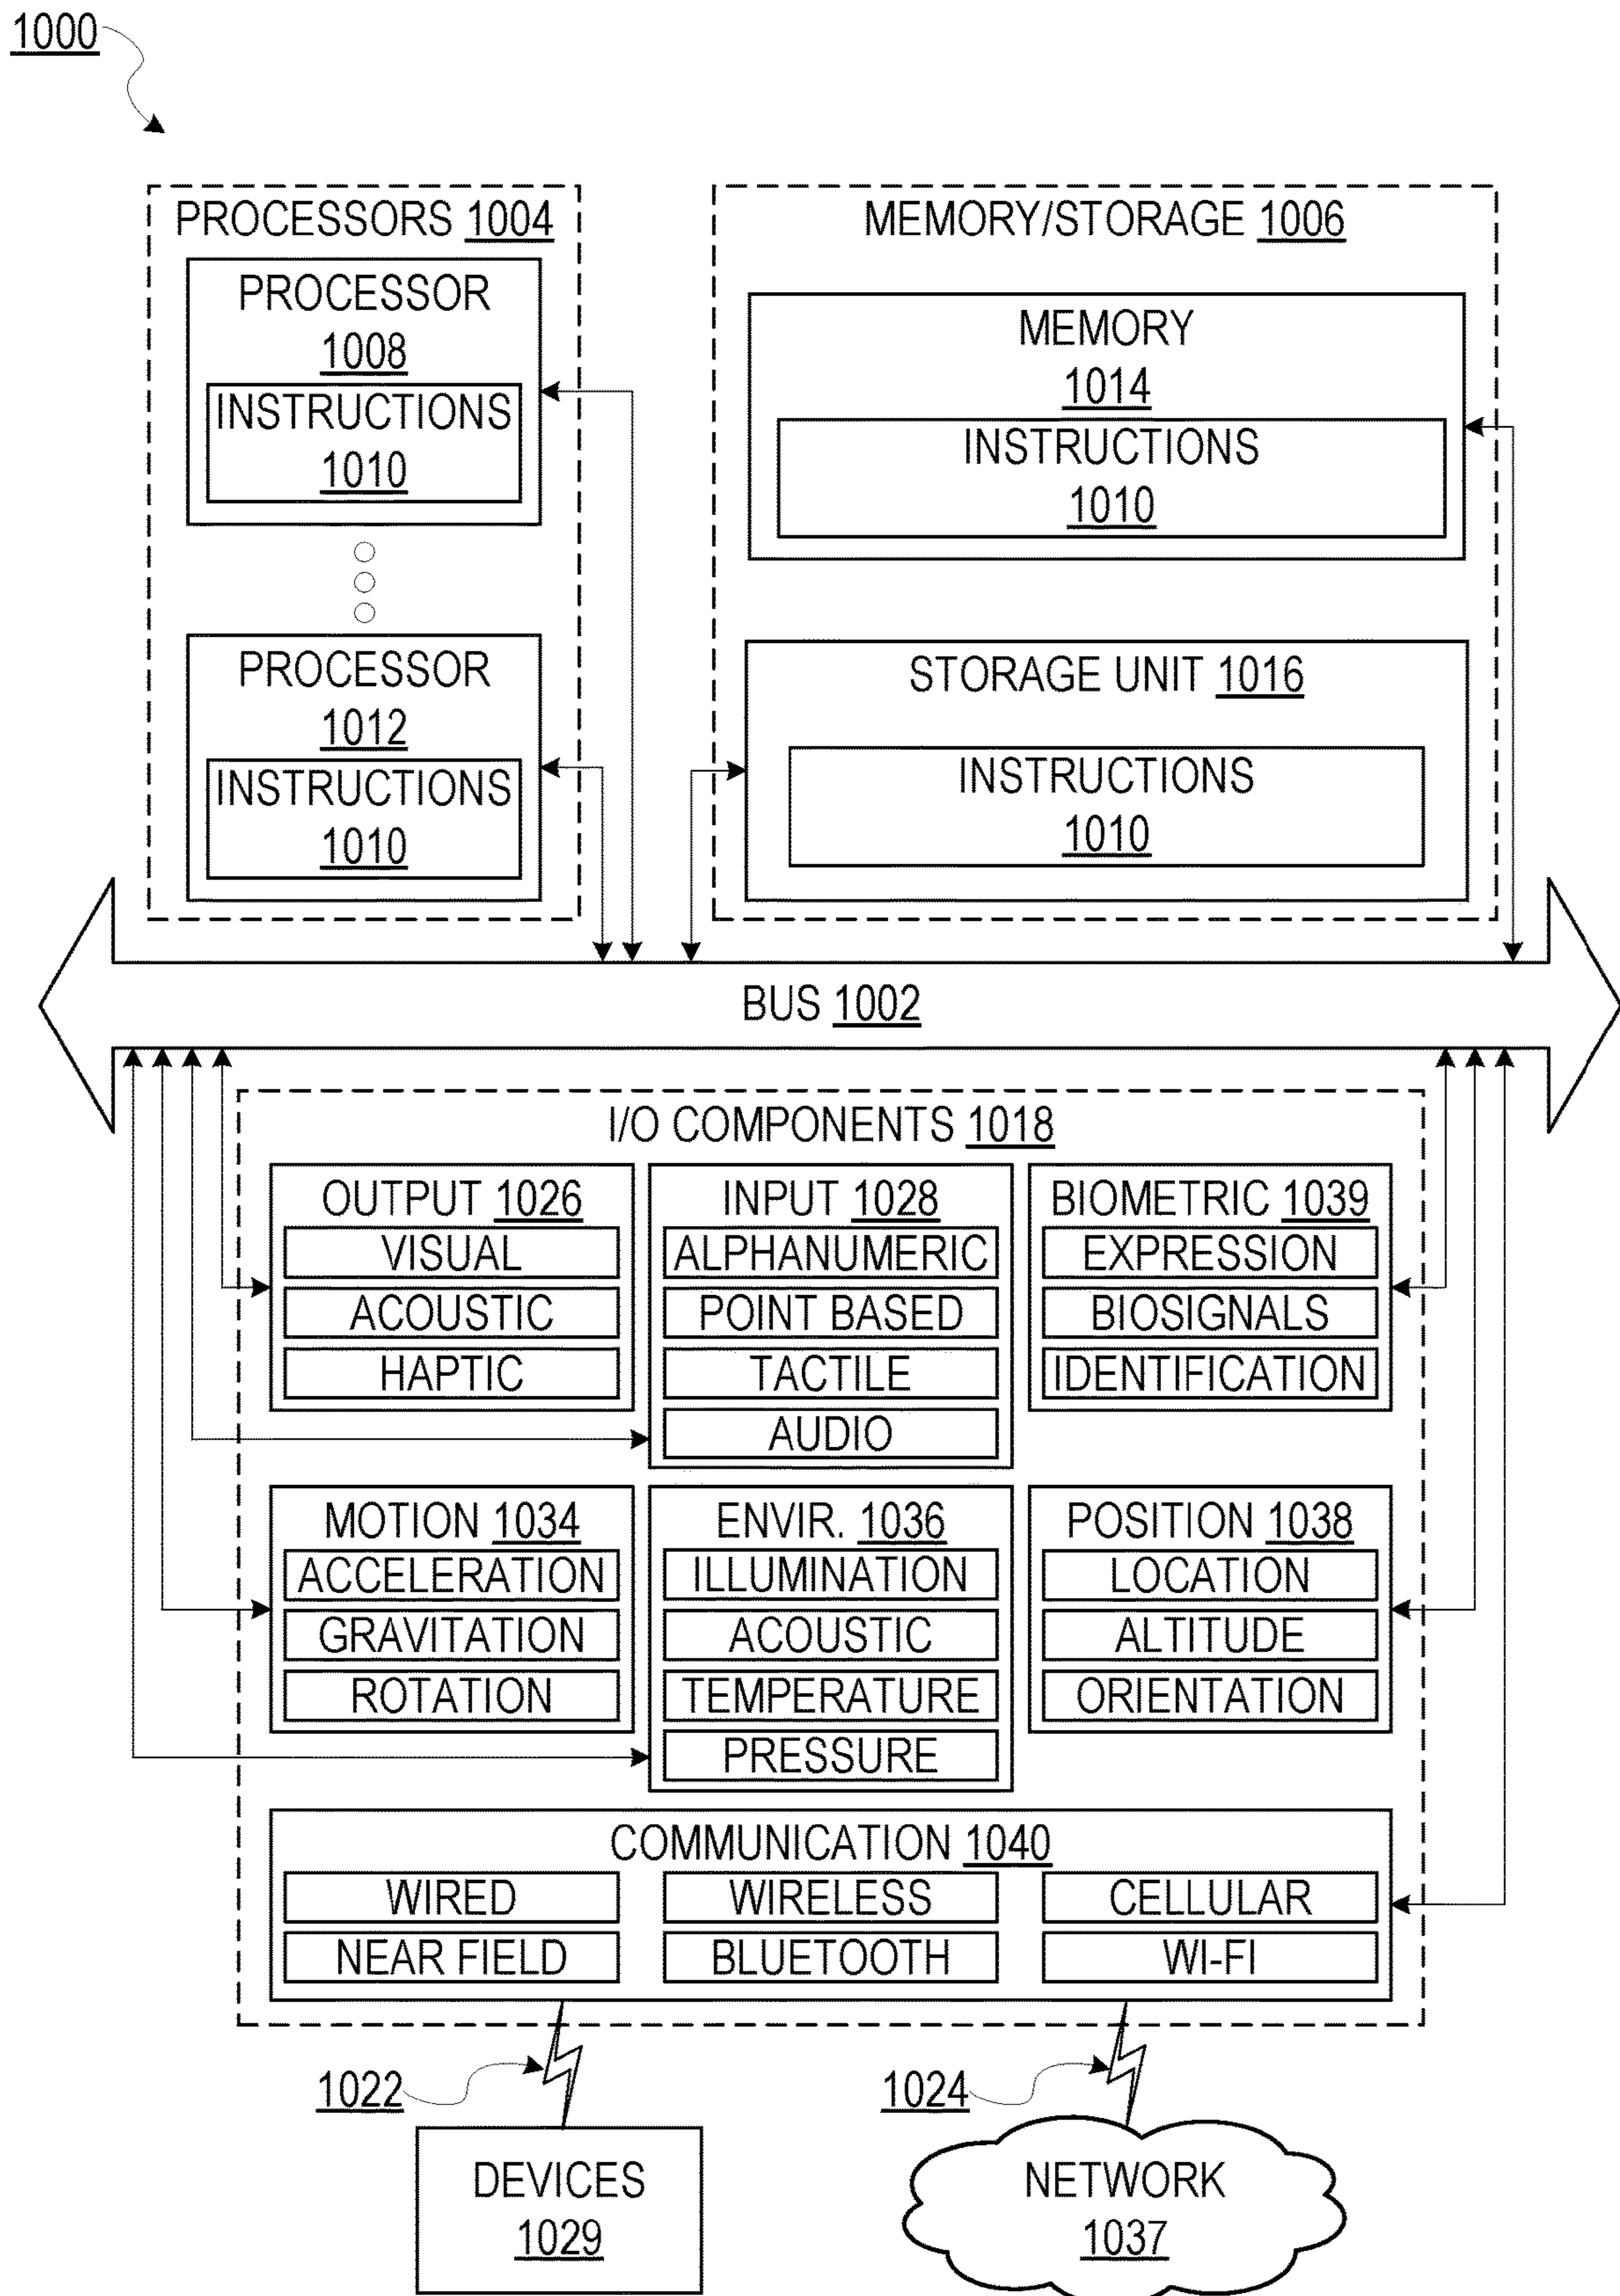 1000
PROCESSORS 1004
PROCESSOR
1008
INSTRUCTIONS
1010
PROCESSOR
1012
INSTRUCTIONS
1010
MEMORY/STORAGE 1006
MEMORY
1014
INSTRUCTIONS
1010
STORAGE UNIT 1016
INSTRUCTIONS
1010
BUS 1002
I/O COMPONENTS 1018
OUTPUT 1026
VISUAL
ACOUSTIC
HAPTIC
INPUT 1028
ALPHANUMERIC
POINT BASED
TACTILE
AUDIO
BIOMETRIC 1039
EXPRESSION
BIOSIGNALS
IDENTIFICATION
MOTION 1034
ACCELERATION
GRAVITATION
ROTATION
ENVIR. 1036
ILLUMINATION
ACOUSTIC
TEMPERATURE
PRESSURE
POSITION 1038
LOCATION
ALTITUDE
ORIENTATION
COMMUNICATION 1040
WIRED
WIRELESS
CELLULAR
NEAR FIELD
BLUETOOTH
WI-FI
1022
1024
DEVICES
1029
NETWORK
1037